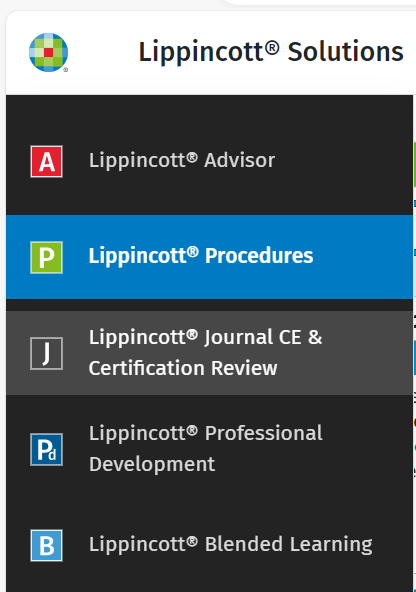 Lippincott® Solutions
A Lippincott® Advisor
P Lippincott® Procedures
J Lippincott® Journal CE &
Certification Review
Pd Lippincott® Professional
Development
B Lippincott® Blended Learning